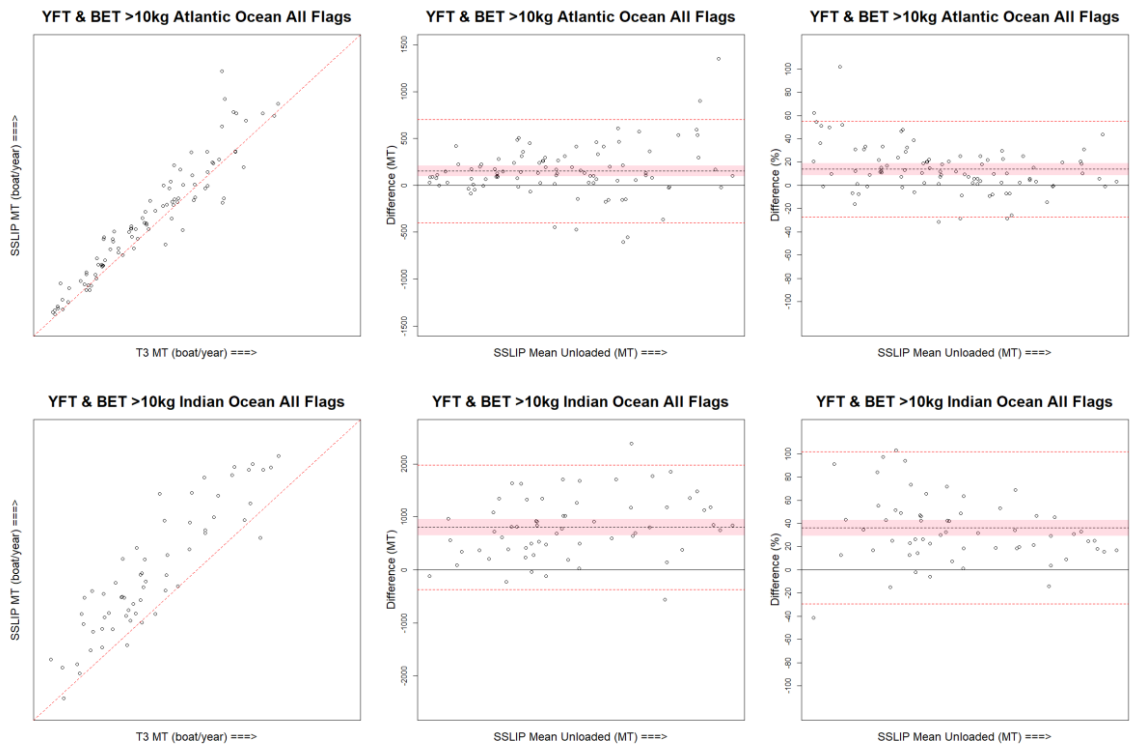 YFT & BET >10kg Atlantic Ocean All Flags
SSLIP MT (boat/year) ===>
T3 MT (boat/year) ===>
YFT & BET >10kg Atlantic Ocean All Flags
Difference (MT)
1500
1000
500
0
-500
-1000
-1500
SSLIP Mean Unloaded (MT) ===>
YFT & BET >10kg Atlantic Ocean All Flags
Difference (%)
100
80
60
40
20
0
-20
-40
-60
-80
-100
SSLIP Mean Unloaded (MT) ===>
YFT & BET >10kg Indian Ocean All Flags
SSLIP MT (boat/year) ===>
T3 MT (boat/year) ===>
YFT & BET >10kg Indian Ocean All Flags
Difference (MT)
2000
1000
0
-1000
-2000
SSLIP Mean Unloaded (MT) ===>
YFT & BET >10kg Indian Ocean All Flags
Difference (%)
100
80
60
40
20
0
-20
-40
-60
-80
-100
SSLIP Mean Unloaded (MT) ===>